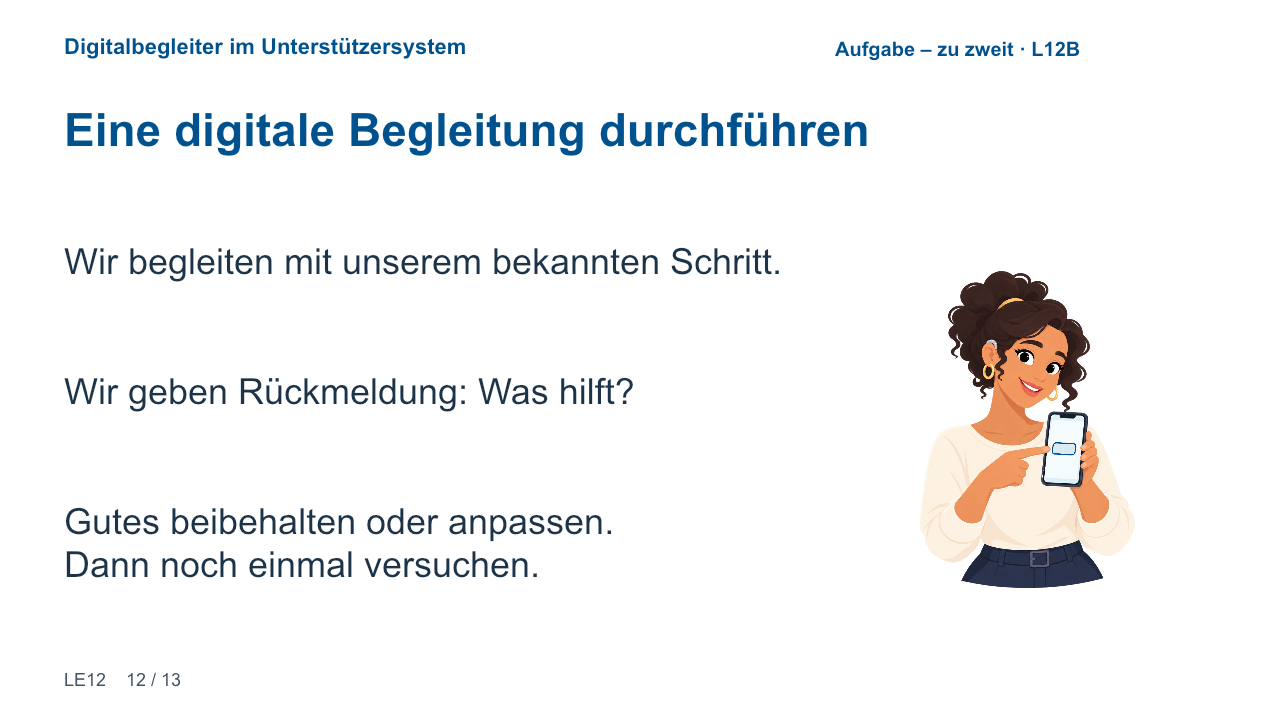 Digitalbegleiter im Unterstützersystem
Aufgabe – zu zweit · L12B
Eine digitale Begleitung durchführen
Wir begleiten mit unserem bekannten Schritt.
Wir geben Rückmeldung: Was hilft?
Gutes beibehalten oder anpassen.
Dann noch einmal versuchen.
LE12 12 / 13